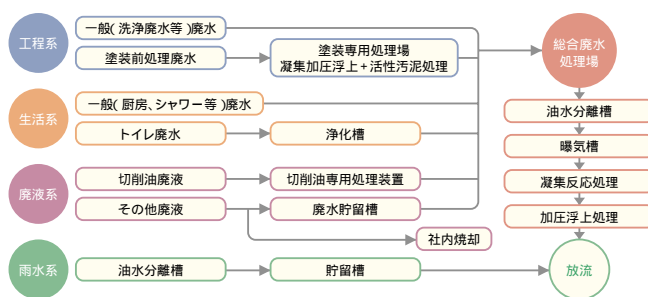 工程系
一般( 洗浄廃水等 )廃水
塗装前処理廃水
塗装専用処理場
凝集加圧浮上＋活性汚泥処理
総合廃水
処理場
生活系
一般( 厨房、シャワー等 )廃水
トイレ廃水
浄化槽
油水分離槽
曝気槽
凝集反応処理
加圧浮上処理
廃液系
切削油廃液
切削油専用処理装置
その他廃液
廃水貯留槽
社内焼却
雨水系
油水分離槽
貯留槽
放流